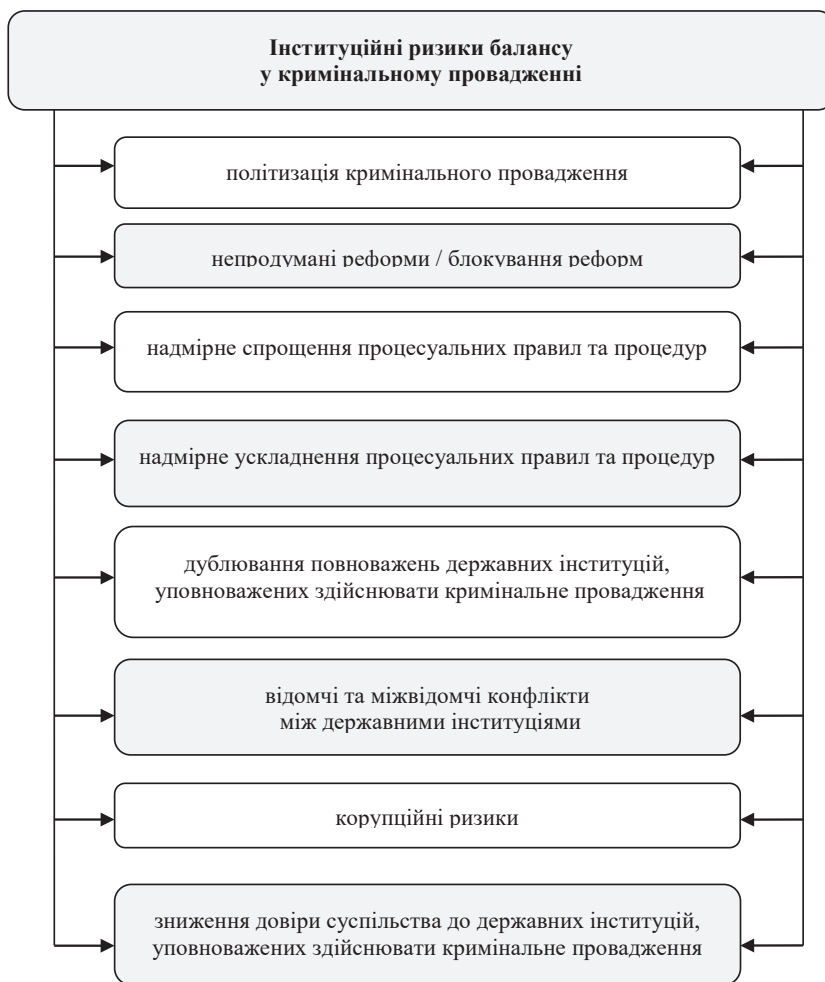 Інституційні ризики балансу
у кримінальному провадженні
політизація кримінального провадження
непродумані реформи / блокування реформ
надмірне спрощення процесуальних правил та процедур
надмірне ускладнення процесуальних правил та процедур
дублювання повноважень державних інституцій,
уповноважених здійснювати кримінальне провадження
відомчі та міжвідомчі конфлікти
між державними інституціями
корупційні ризики
зниження довіри суспільства до державних інституцій,
уповноважених здійснювати кримінальне провадження